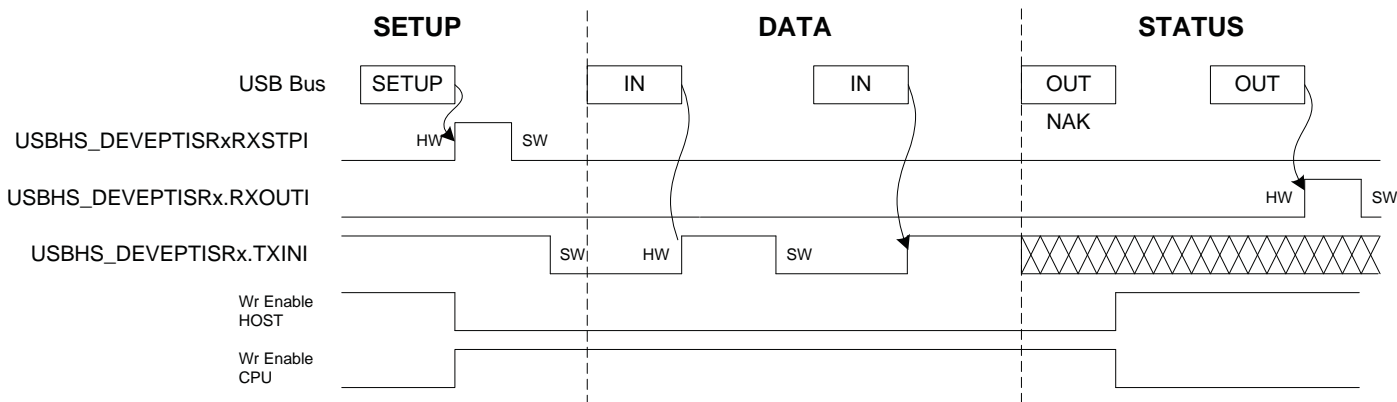 SETUP DATA STATUS
USB Bus SETUP IN IN OUT OUT
NAK
USBHS_DEVEPTISRxRXSTPI HW SW
USBHS_DEVEPTISRx.RXOUTI HW SW
USBHS_DEVEPTISRx.TXINI SW HW SW
Wr Enable
HOST
Wr Enable
CPU